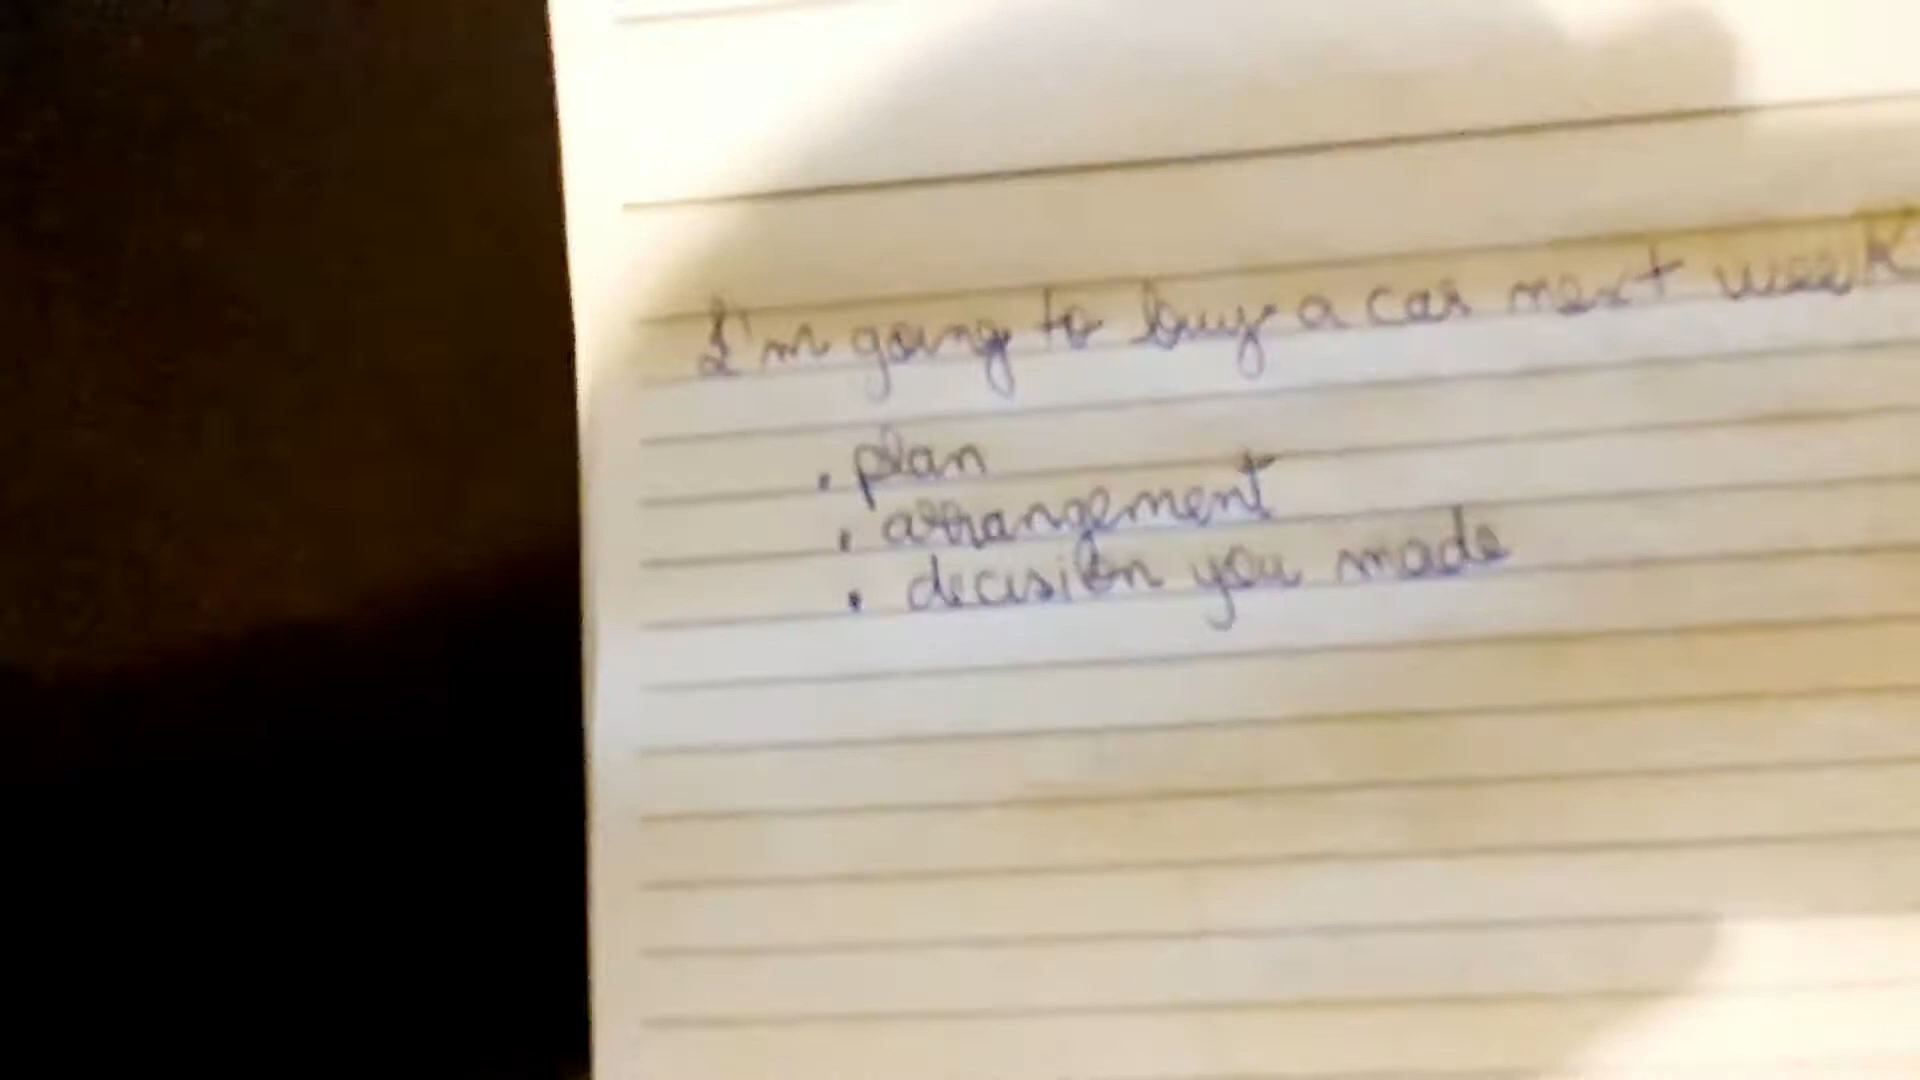 I'm going to buy a car next week
. plan
. arrangement
. decision you made